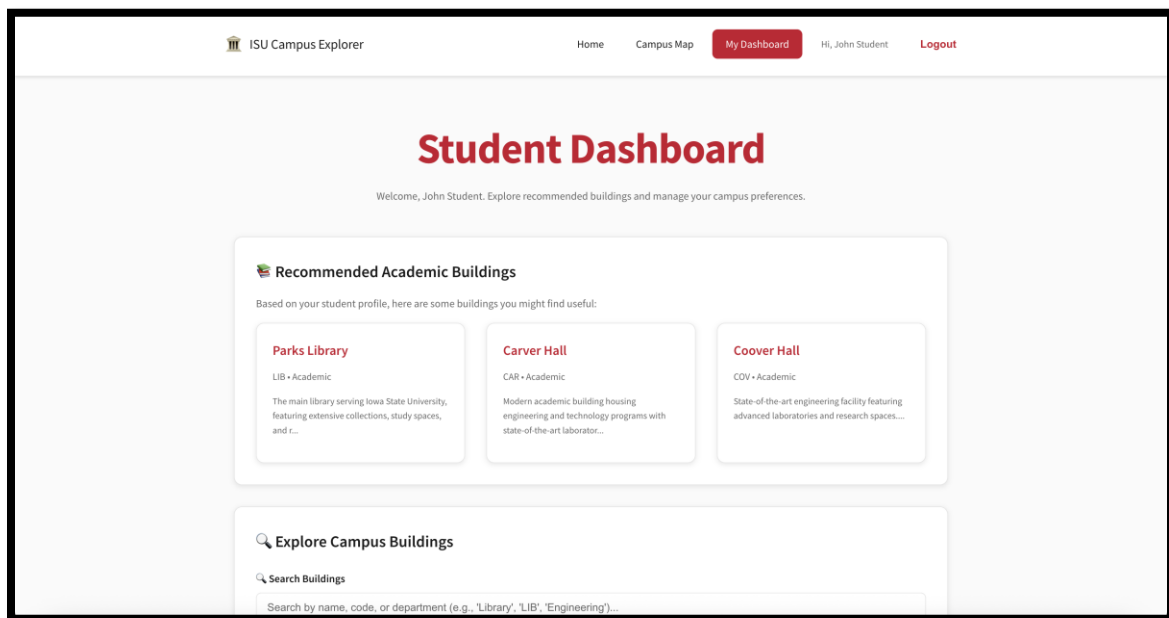 ISU Campus Explorer
Home
Campus Map
My Dashboard
Hi, John Student
Logout
Student Dashboard
Welcome, John Student. Explore recommended buildings and manage your campus preferences.
Recommended Academic Buildings
Based on your student profile, here are some buildings you might find useful:
Parks Library
LIB • Academic
The main library serving Iowa State University,
featuring extensive collections, study spaces,
and r...
Carver Hall
CAR • Academic
Modern academic building housing
engineering and technology programs with
state-of-the-art laborator...
Coover Hall
COV • Academic
State-of-the-art engineering facility featuring
advanced laboratories and research spaces....
Explore Campus Buildings
Search Buildings
Search by name, code, or department (e.g., 'Library', 'LIB', 'Engineering')...